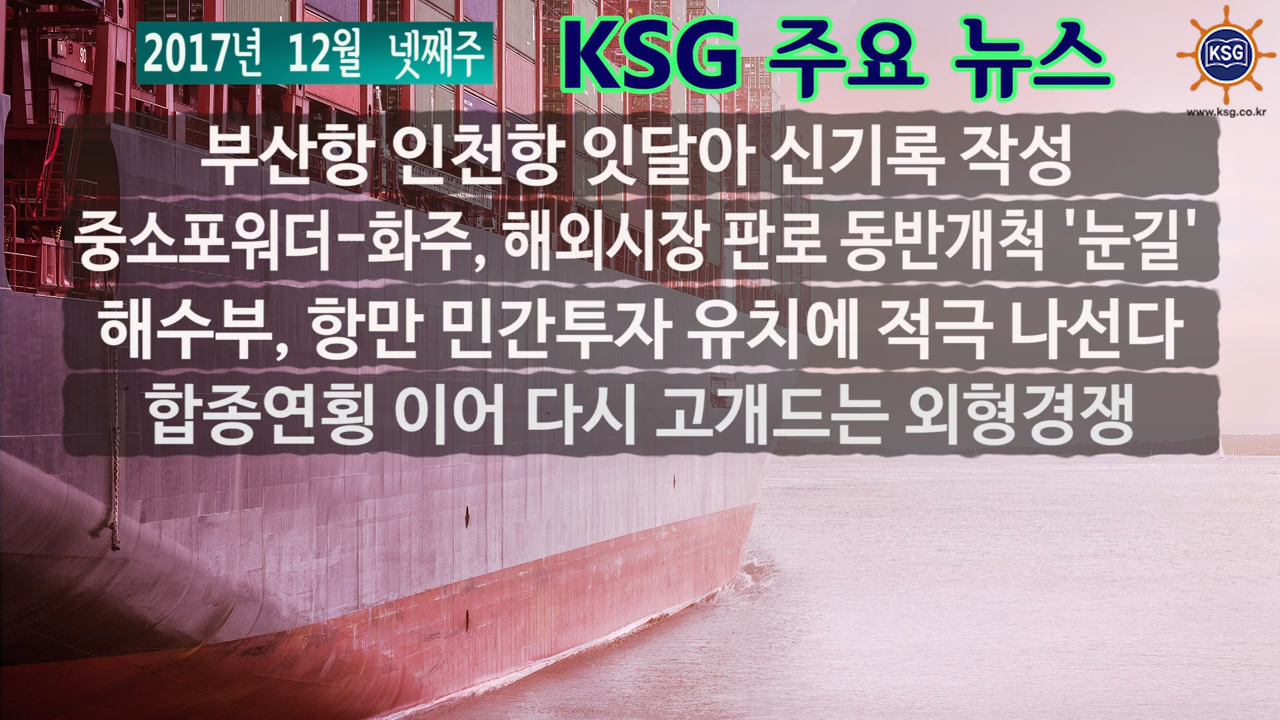 2017년 12월 넷째주
KSG 주요 뉴스
KSG
www.ksg.co.kr
부산항 인천항 잇달아 신기록 작성
중소포워더-화주, 해외시장 판로 동반개척 '눈길'
해수부, 항만 민간투자 유치에 적극 나선다
합종연횡 이어 다시 고개드는 외형경쟁